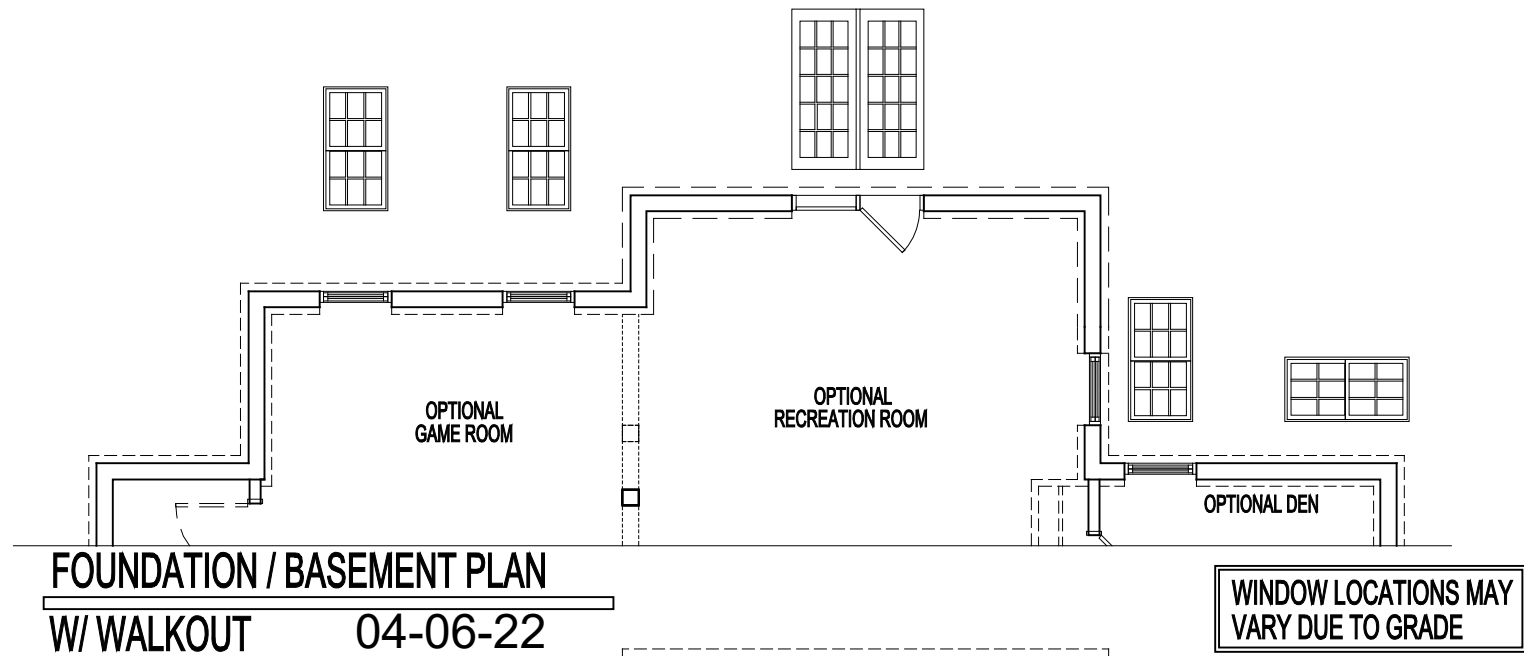 OPTIONAL
GAME ROOM
OPTIONAL
RECREATION ROOM
OPTIONAL DEN
FOUNDATION / BASEMENT PLAN
W/ WALKOUT 04-06-22
WINDOW LOCATIONS MAY
VARY DUE TO GRADE